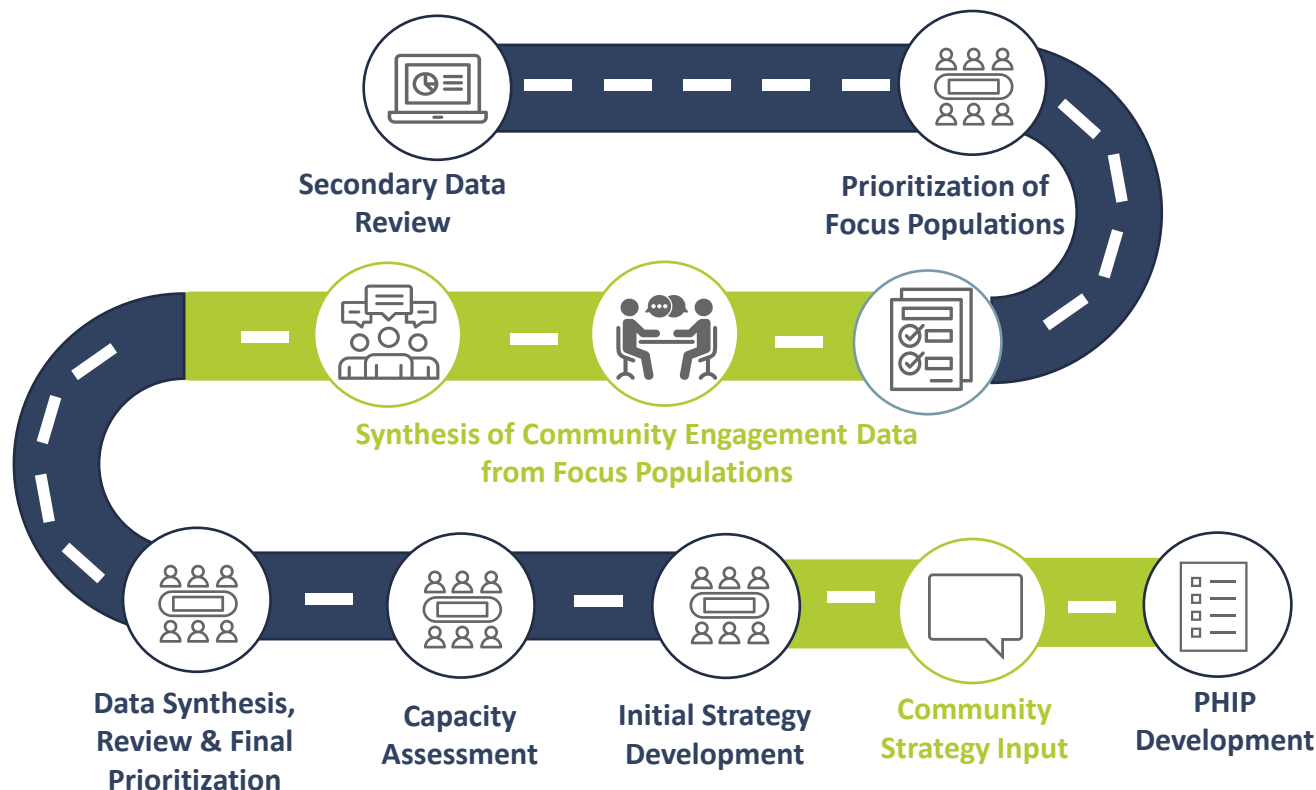 Secondary Data
Review
Prioritization of
Focus Populations
Synthesis of Community Engagement Data
from Focus Populations
Data Synthesis,
Review & Final
Prioritization
Capacity
Assessment
Initial Strategy
Development
Community
Strategy Input
PHIP
Development